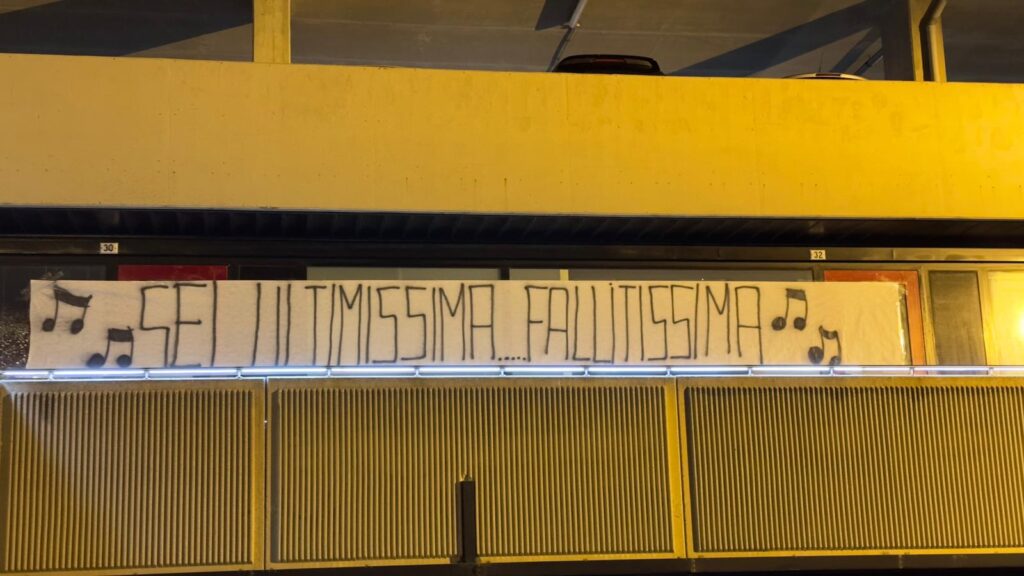 30
32
SEI ULTIMISSIMA..... FALLITISSIMA